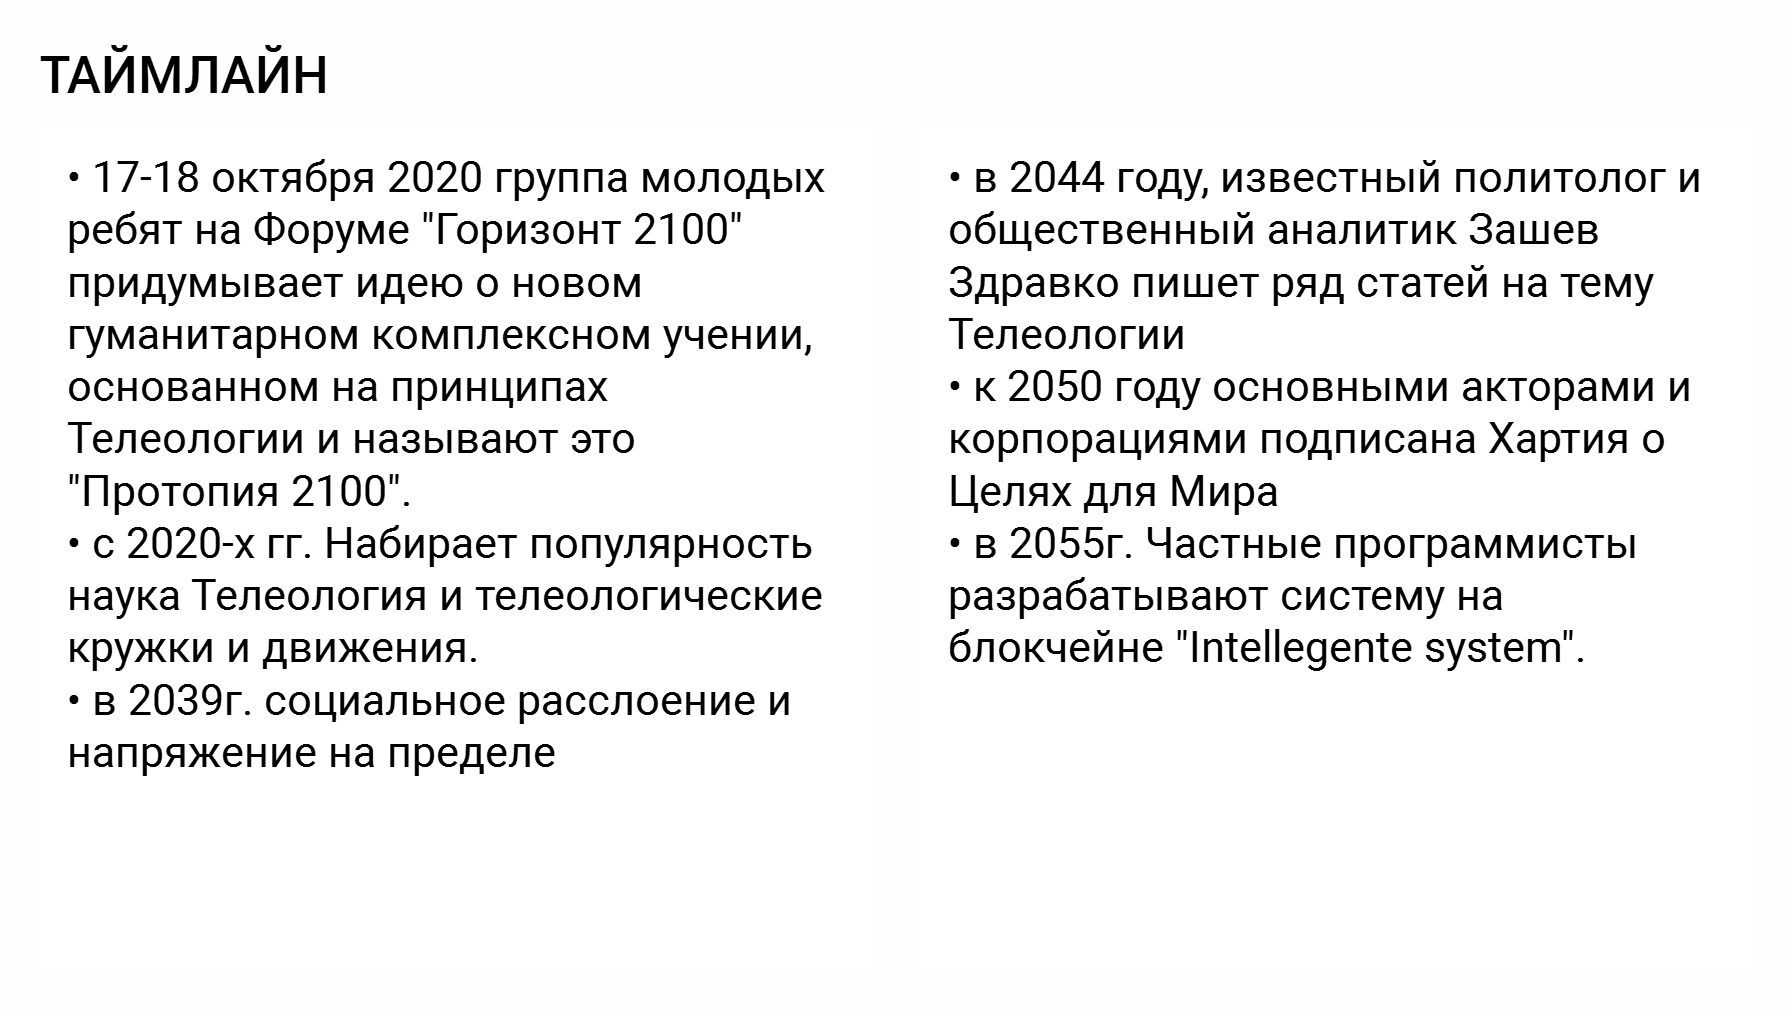 ТАЙМЛАЙН
• 17-18 октября 2020 группа молодых
ребят на Форуме "Горизонт 2100"
придумывает идею о новом
гуманитарном комплексном учении,
основанном на принципах
Телеологии и называют это
"Протопия 2100".
• с 2020-х гг. Набирает популярность
наука Телеология и телеологические
кружки и движения.
• в 2039г. социальное расслоение и
напряжение на пределе
• в 2044 году, известный политолог и
общественный аналитик Зашев
Здравко пишет ряд статей на тему
Телеологии
• к 2050 году основными акторами и
корпорациями подписана Хартия о
Целях для Мира
• в 2055г. Частные программисты
разрабатывают систему на
блокчейне "Intellegente system".